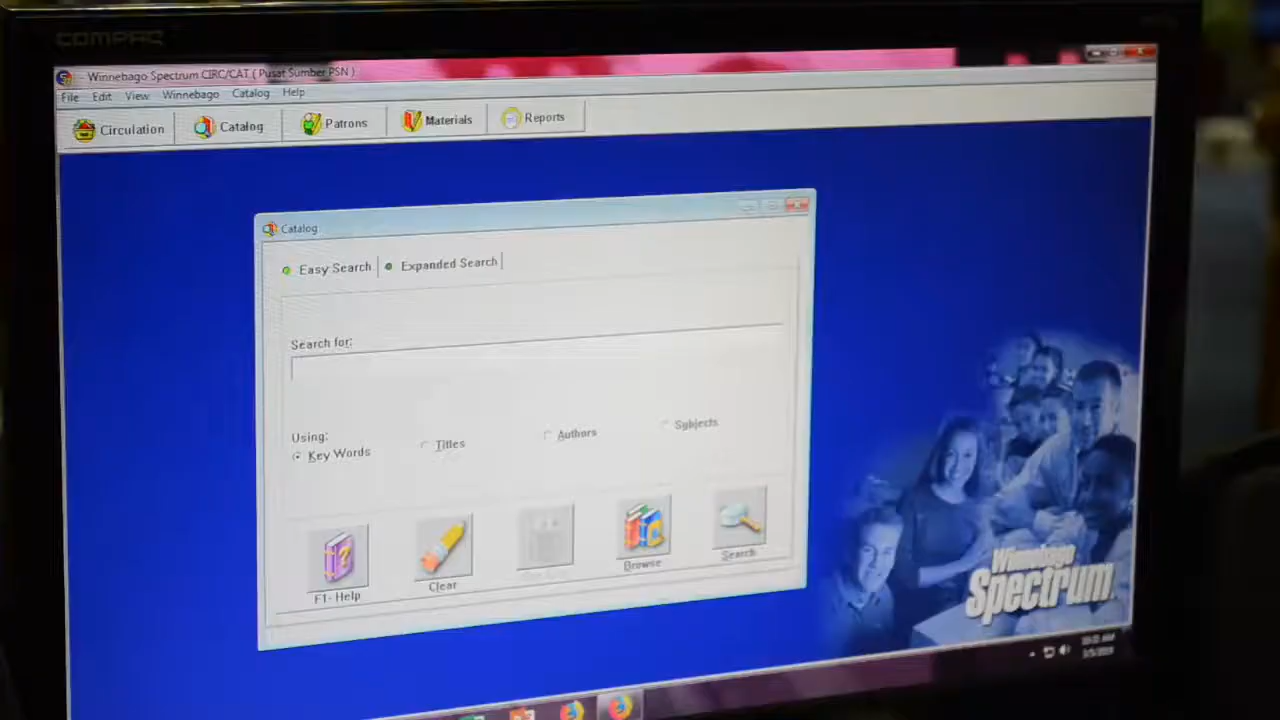 COMPAQ
- Winnebago Spectrum CIRC/CAT ( Pusat Sumber PSN )
File Edit View Winnebago Catalog Help
Circulation Catalog Patrons Materials Reports
Catalog
Easy Search Expanded Search
Search for:
Using:
Key Words Titles Authors Subjects
F1- Help Clear Browse Search
Winnebago
Spectrum